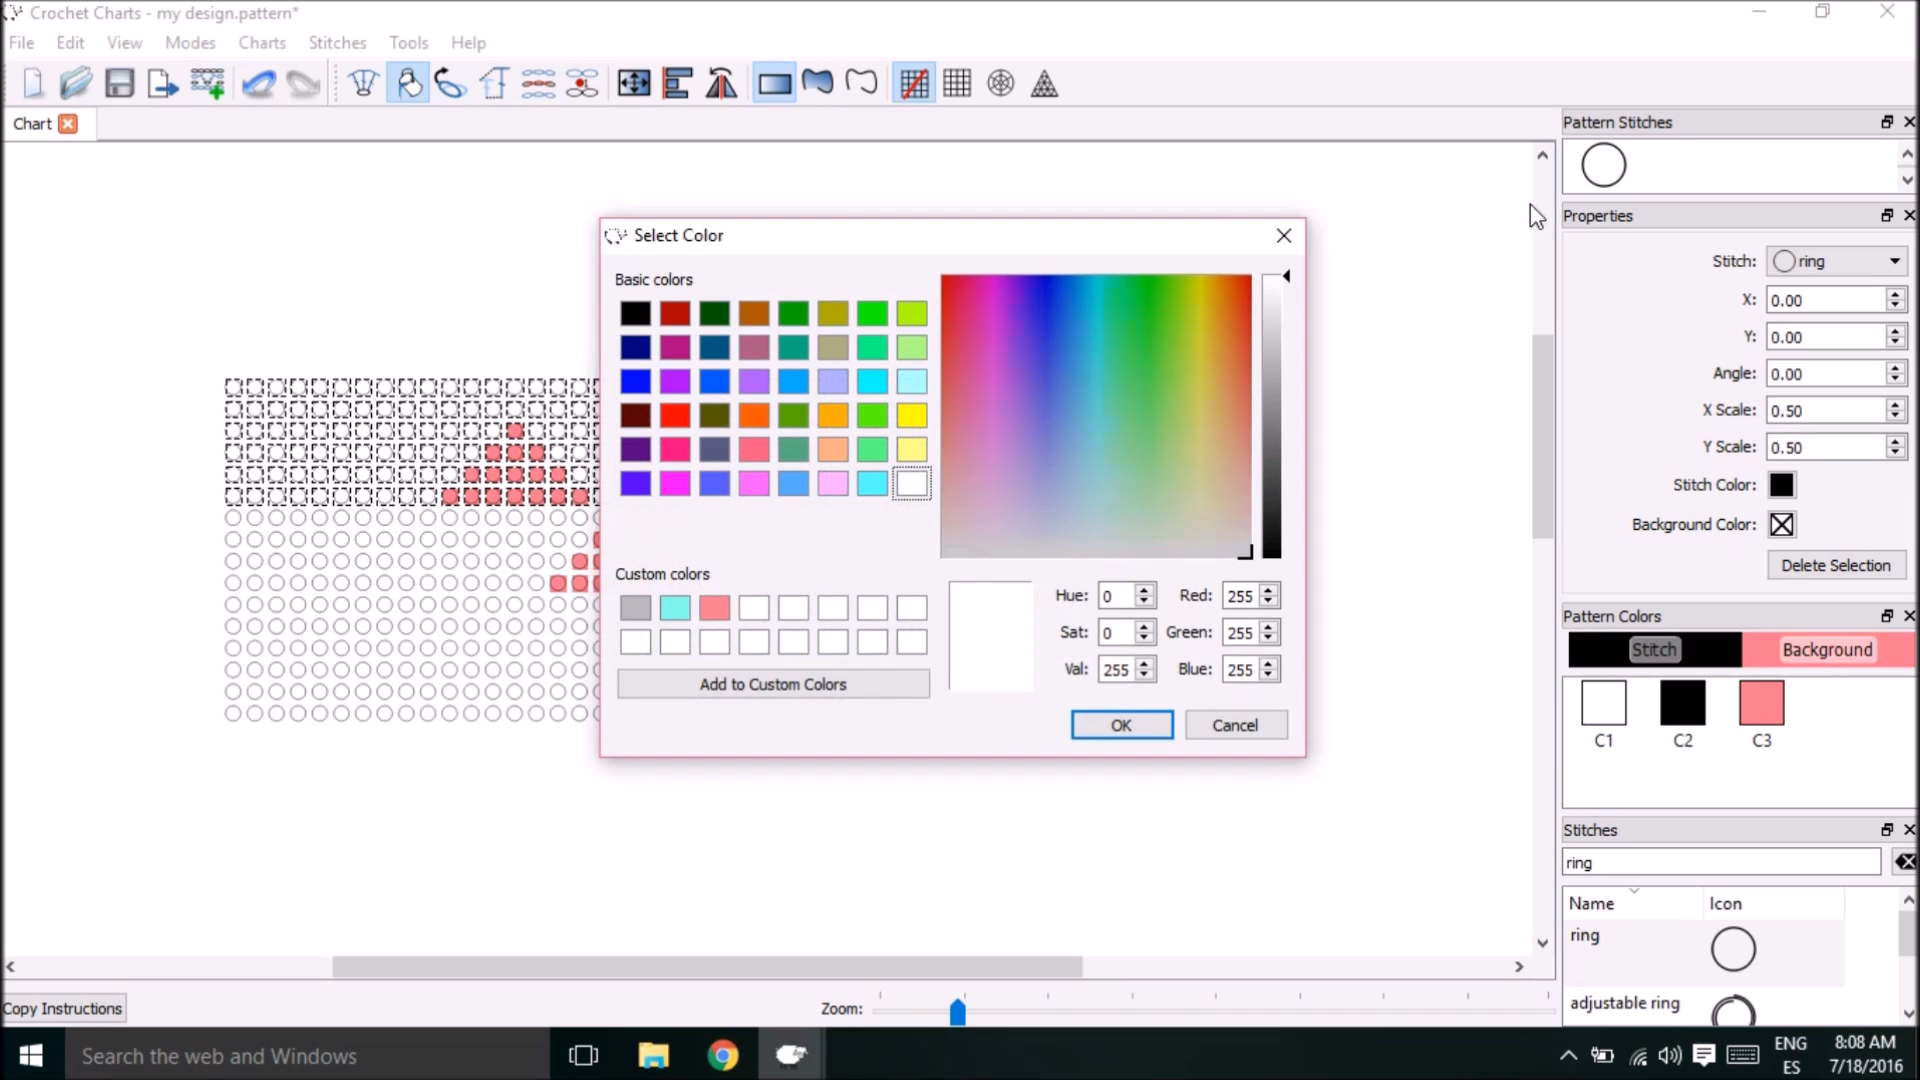 Crochet Charts - my design.pattern*
File Edit View Modes Charts Stitches Tools Help
Chart
Pattern Stitches
Properties
Stitch: ring
X: 0.00
Y: 0.00
Angle: 0.00
X Scale: 0.50
Y Scale: 0.50
Stitch Color:
Background Color:
Delete Selection
Select Color
Basic colors
Custom colors
Add to Custom Colors
Hue: 0 Red: 255
Sat: 0 Green: 255
Val: 255 Blue: 255
OK Cancel
Pattern Colors
Stitch Background
C1 C2 C3
Stitches
ring
Name Icon
ring
adjustable ring
Copy Instructions
Zoom:
Search the web and Windows
ENG
ES
8:08 AM
7/18/2016